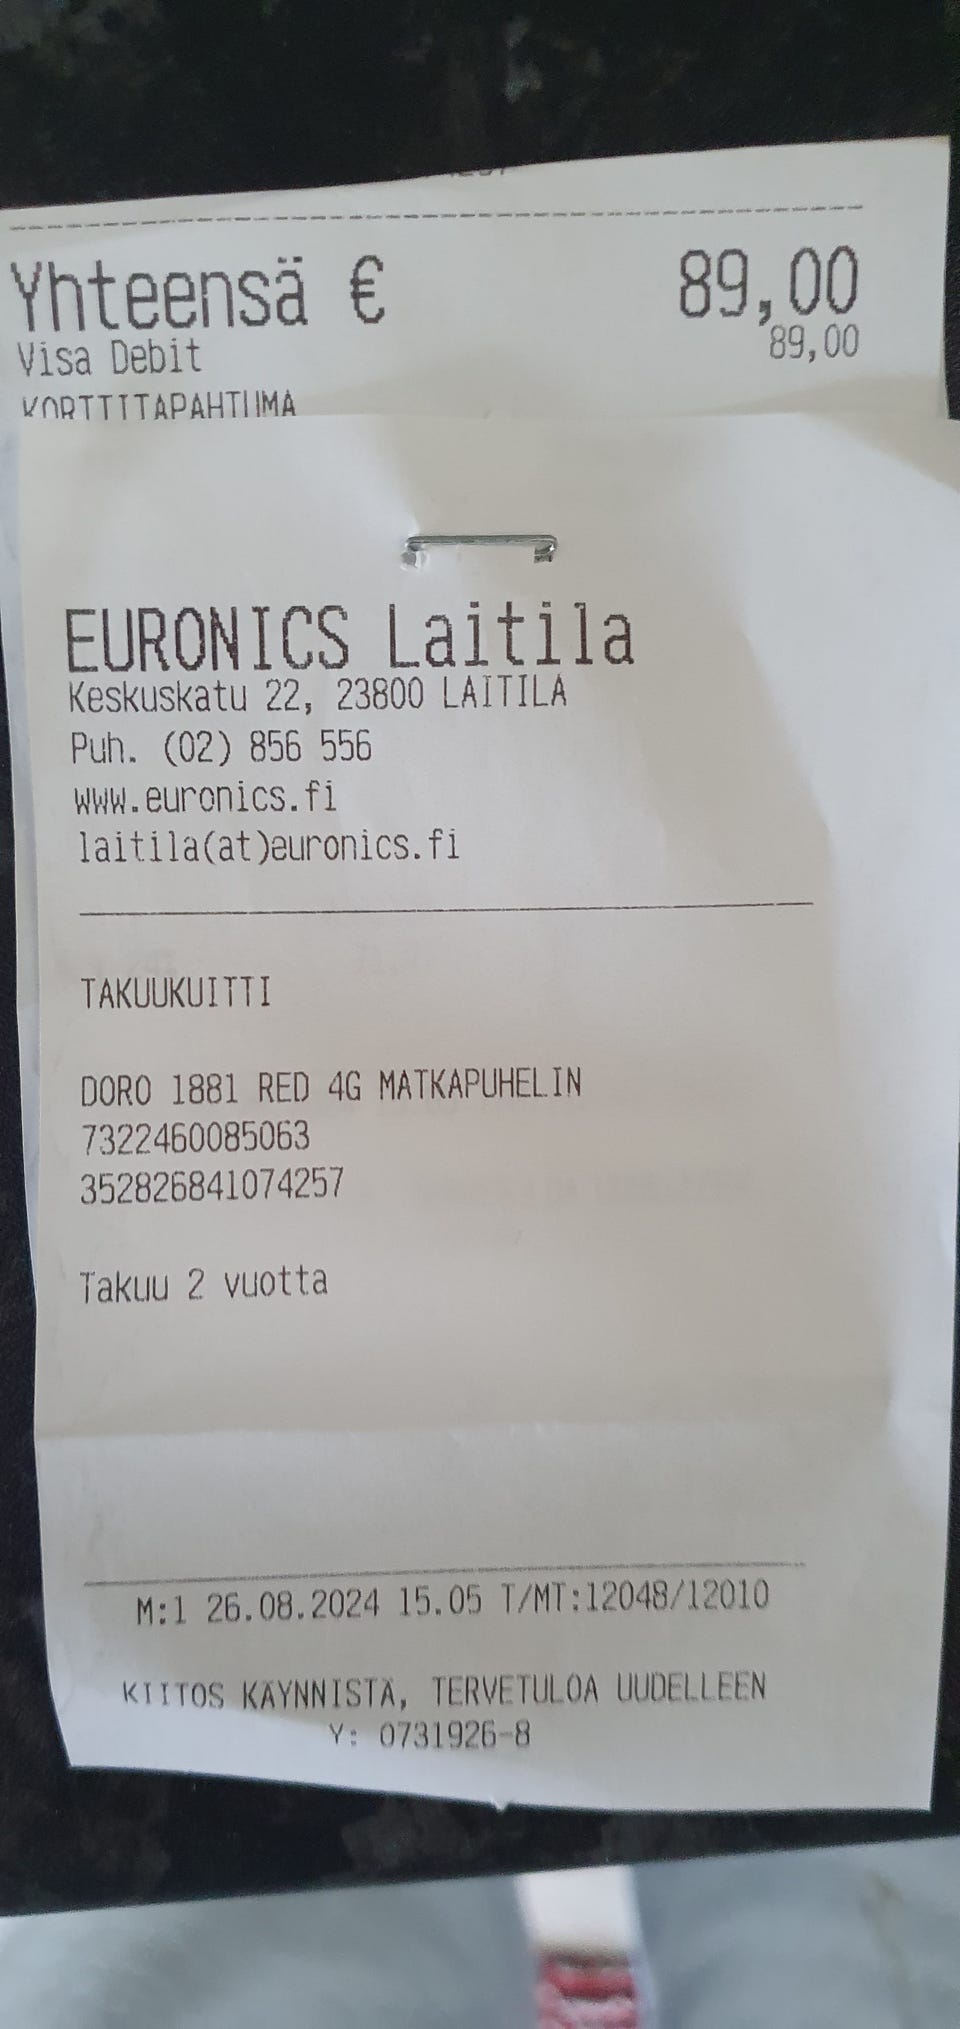 Yhteensä € 89,00
Visa Debit 89,00
KORTTITAPAHTUMA
EURONICS Laitila
Keskuskatu 22, 23800 LAITILA
Puh. (02) 856 556
www.euronics.fi
laitila(at)euronics.fi
TAKUUKUITTI
DORO 1881 RED 4G MATKAPUHELIN
7322460085063
352826841074257
Takuu 2 vuotta
M:1 26.08.2024 15.05 T/MT:12048/12010
KIITOS KÄYNNISTÄ, TERVETULOA UUDELLEEN
Y: 0731926-8